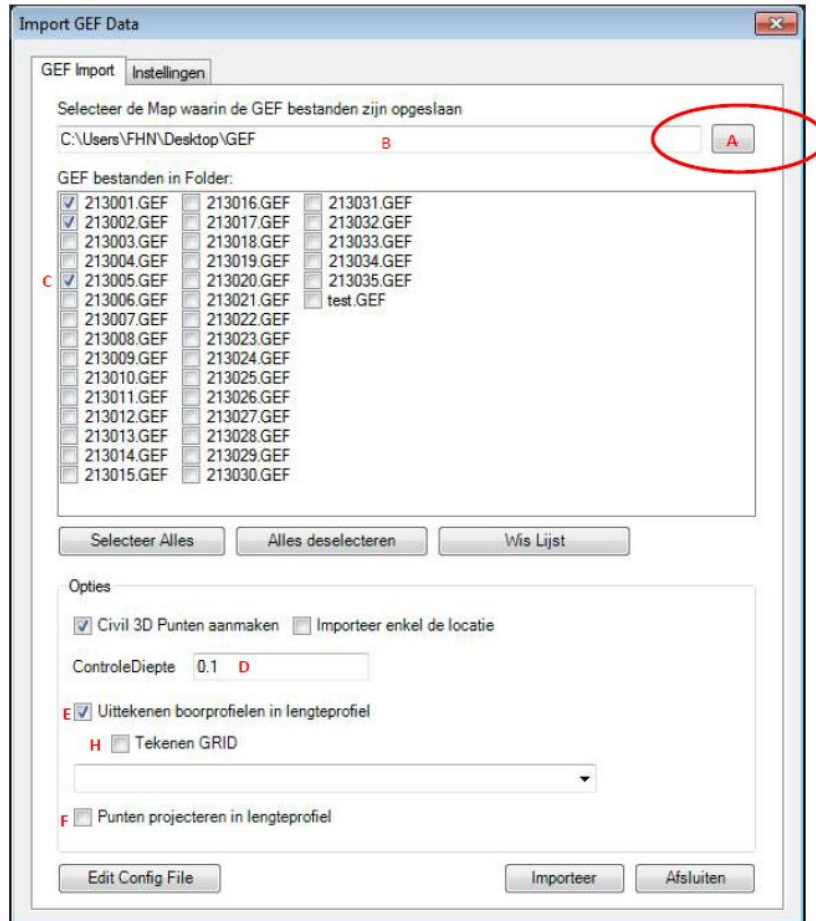 Import GEF Data
GEF Import Instellingen
Selecteer de Map waarin de GEF bestanden zijn opgeslaan
C:\Users\FHN\Desktop\GEF B A
GEF bestanden in Folder:
213001.GEF 213016.GEF 213031.GEF
213002.GEF 213017.GEF 213032.GEF
213003.GEF 213018.GEF 213033.GEF
213004.GEF 213019.GEF 213034.GEF
C 213005.GEF 213020.GEF 213035.GEF
213006.GEF 213021.GEF test.GEF
213007.GEF 213022.GEF
213008.GEF 213023.GEF
213009.GEF 213024.GEF
213010.GEF 213025.GEF
213011.GEF 213026.GEF
213012.GEF 213027.GEF
213013.GEF 213028.GEF
213014.GEF 213029.GEF
213015.GEF 213030.GEF
Selecteer Alles Alles deselecteren Wis Lijst
Opties
Civil 3D Punten aanmaken Importeer enkel de locatie
ControleDiepte 0.1 D
E Uittekenen boorprofielen in lengteprofiel
H Tekenen GRID
F Punten projecteren in lengteprofiel
Edit Config File Importeer Afsluiten